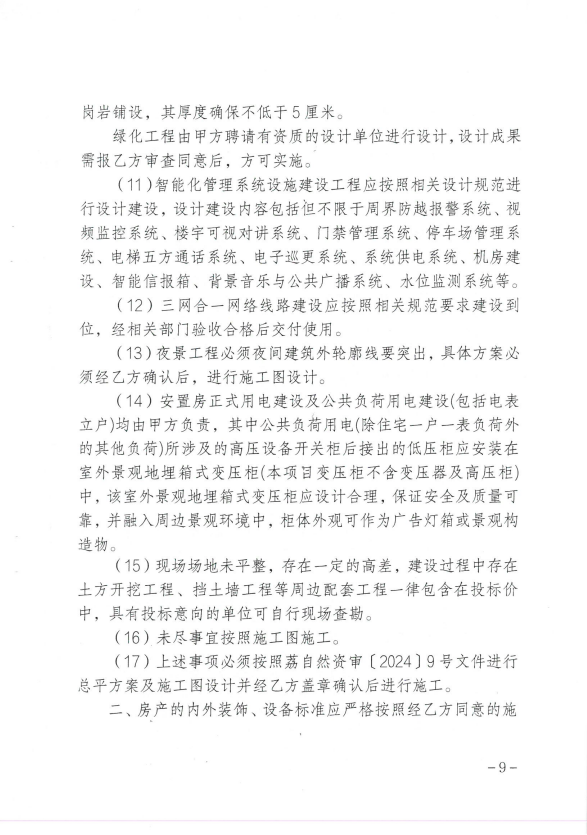 岗岩铺设，其厚度确保不低于5厘米。
绿化工程由甲方聘请有资质的设计单位进行设计，设计成果
需报乙方审查同意后，方可实施。
（11）智能化管理系统设施建设工程应按照相关设计规范进
行设计建设，设计建设内容包括但不限于周界防越报警系统、视
频监控系统、楼宇可视对讲系统、门禁管理系统、停车场管理系
统、电梯五方通话系统、电子巡更系统、系统供电系统、机房建
设、智能信报箱、背景音乐与公共广播系统、水位监测系统等。
（12）三网合一网络线路建设应按照相关规范要求建设到
位，经相关部门验收合格后交付使用。
（13）夜景工程必须夜间建筑外轮廓线要突出，具体方案必
须经乙方确认后，进行施工图设计。
（14）安置房正式用电建设及公共负荷用电建设(包括电表
立户)均由甲方负责，其中公共负荷用电(除住宅一户一表负荷外
的其他负荷)所涉及的高压设备开关柜后接出的低压柜应安装在
室外景观地埋箱式变压柜(本项目变压柜不含变压器及高压柜)
中，该室外景观地埋箱式变压柜应设计合理，保证安全及质量可
靠，并融入周边景观环境中，柜体外观可作为广告灯箱或景观构
造物。
（15）现场场地未平整，存在一定的高差，建设过程中存在
土方开挖工程、挡土墙工程等周边配套工程一律包含在投标价
中，具有投标意向的单位可自行现场查勘。
（16）未尽事宜按照施工图施工。
（17）上述事项必须按照荔自然资审〔2024〕9号文件进行
总平方案及施工图设计并经乙方盖章确认后进行施工。
二、房产的内外装饰、设备标准应严格按照经乙方同意的施
-9-